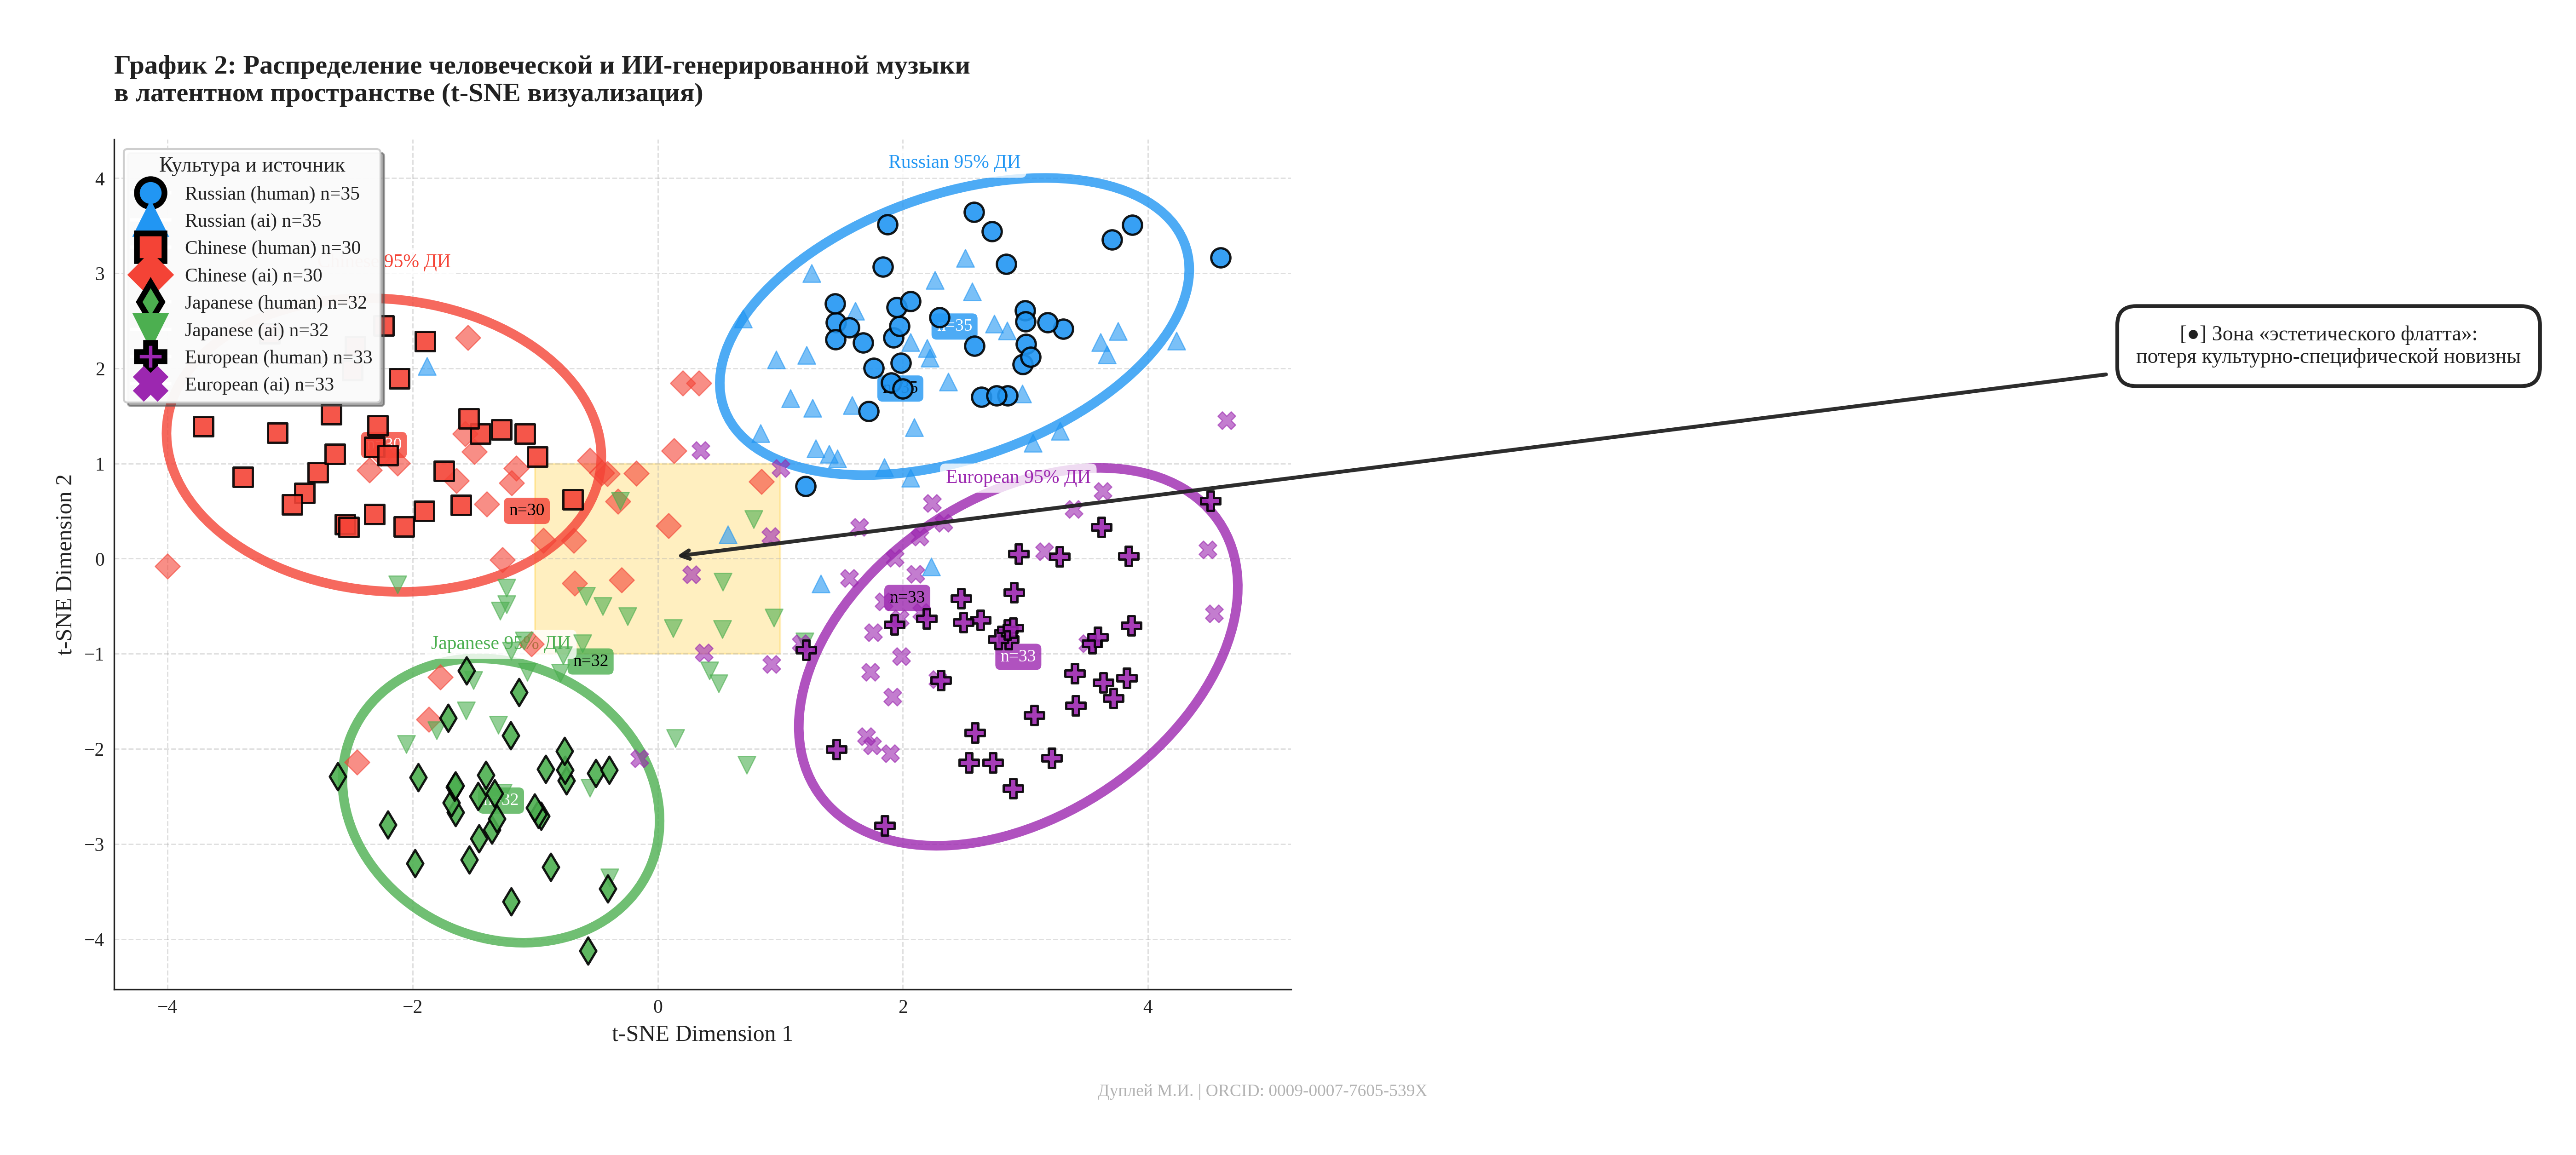 График 2: Распределение человеческой и ИИ-генерированной музыки
в латентном пространстве (t-SNE визуализация)
Культура и источник
Russian (human) n=35
Russian (ai) n=35
Chinese (human) n=30
Chinese (ai) n=30
Japanese (human) n=32
Japanese (ai) n=32
European (human) n=33
European (ai) n=33
Russian 95% ДИ
95% ДИ
European 95% ДИ
Japanese 95% ДИ
n=35
n=30
n=33
n=33
n=32
[●] Зона «эстетического флатта»:
потеря культурно-специфической новизны
4
3
2
1
0
−1
−2
−3
−4
t-SNE Dimension 2
−4
−2
0
2
4
t-SNE Dimension 1
Дуплей М.И. | ORCID: 0009-0007-7605-539X